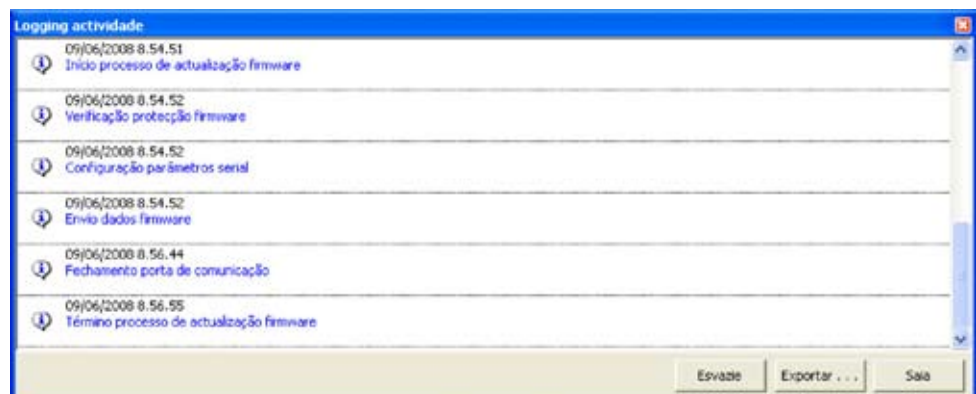 Logging actividade
09/06/2008 8.54.51
Início processo de actualização firmware
09/06/2008 8.54.52
Verificação protecção firmware
09/06/2008 8.54.52
Configuração parâmetros serial
09/06/2008 8.54.52
Envio dados firmware
09/06/2008 8.56.44
Fechamento porta de comunicação
09/06/2008 8.56.55
Término processo de actualização firmware
Esvazie Exportar . . . Saia